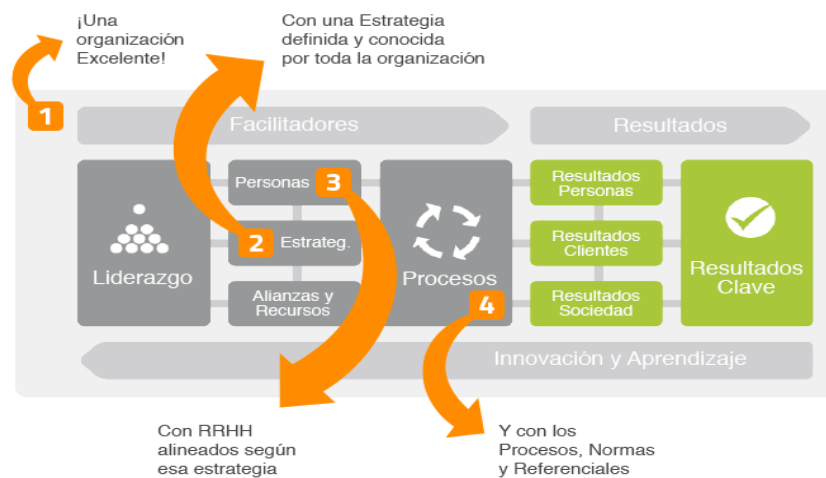 ¡Una
organización
Excelente!
Con una Estrategia
definida y conocida
por toda la organización
1
Facilitadores
Resultados
Personas 3
2 Estrateg.
Alianzas y
Recursos
Liderazgo
Procesos
4
Resultados
Personas
Resultados
Clientes
Resultados
Sociedad
Resultados
Clave
Innovación y Aprendizaje
Con RRHH
alineados según
esa estrategia
Y con los
Procesos, Normas
y Referenciales